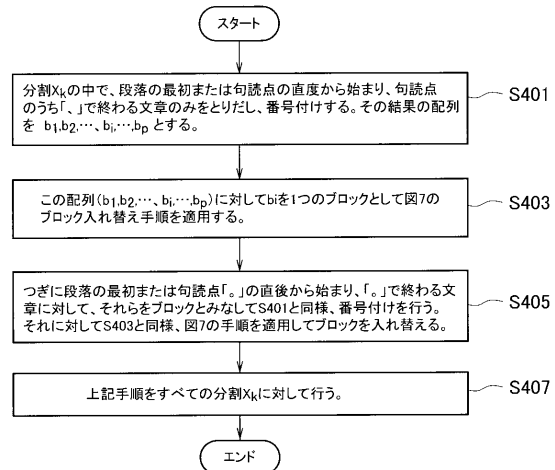 スタート
分割Xkの中で、段落の最初または句読点の直度から始まり、句読点
のうち「、」で終わる文章のみをとりだし、番号付けする。その結果の配列
を b1,b2,…、bi,…,bp とする。
S401
この配列(b1,b2,…、bi,…,bp)に対してbiを1つのブロックとして図7の
ブロック入れ替え手順を適用する。
S403
つぎに段落の最初または句読点「。」の直後から始まり、「。」で終わる文
章に対して、それらをブロックとみなしてS401と同様、番号付けを行う。
それに対してS403と同様、図7の手順を適用してブロックを入れ替える。
S405
上記手順をすべての分割Xkに対して行う。
S407
エンド